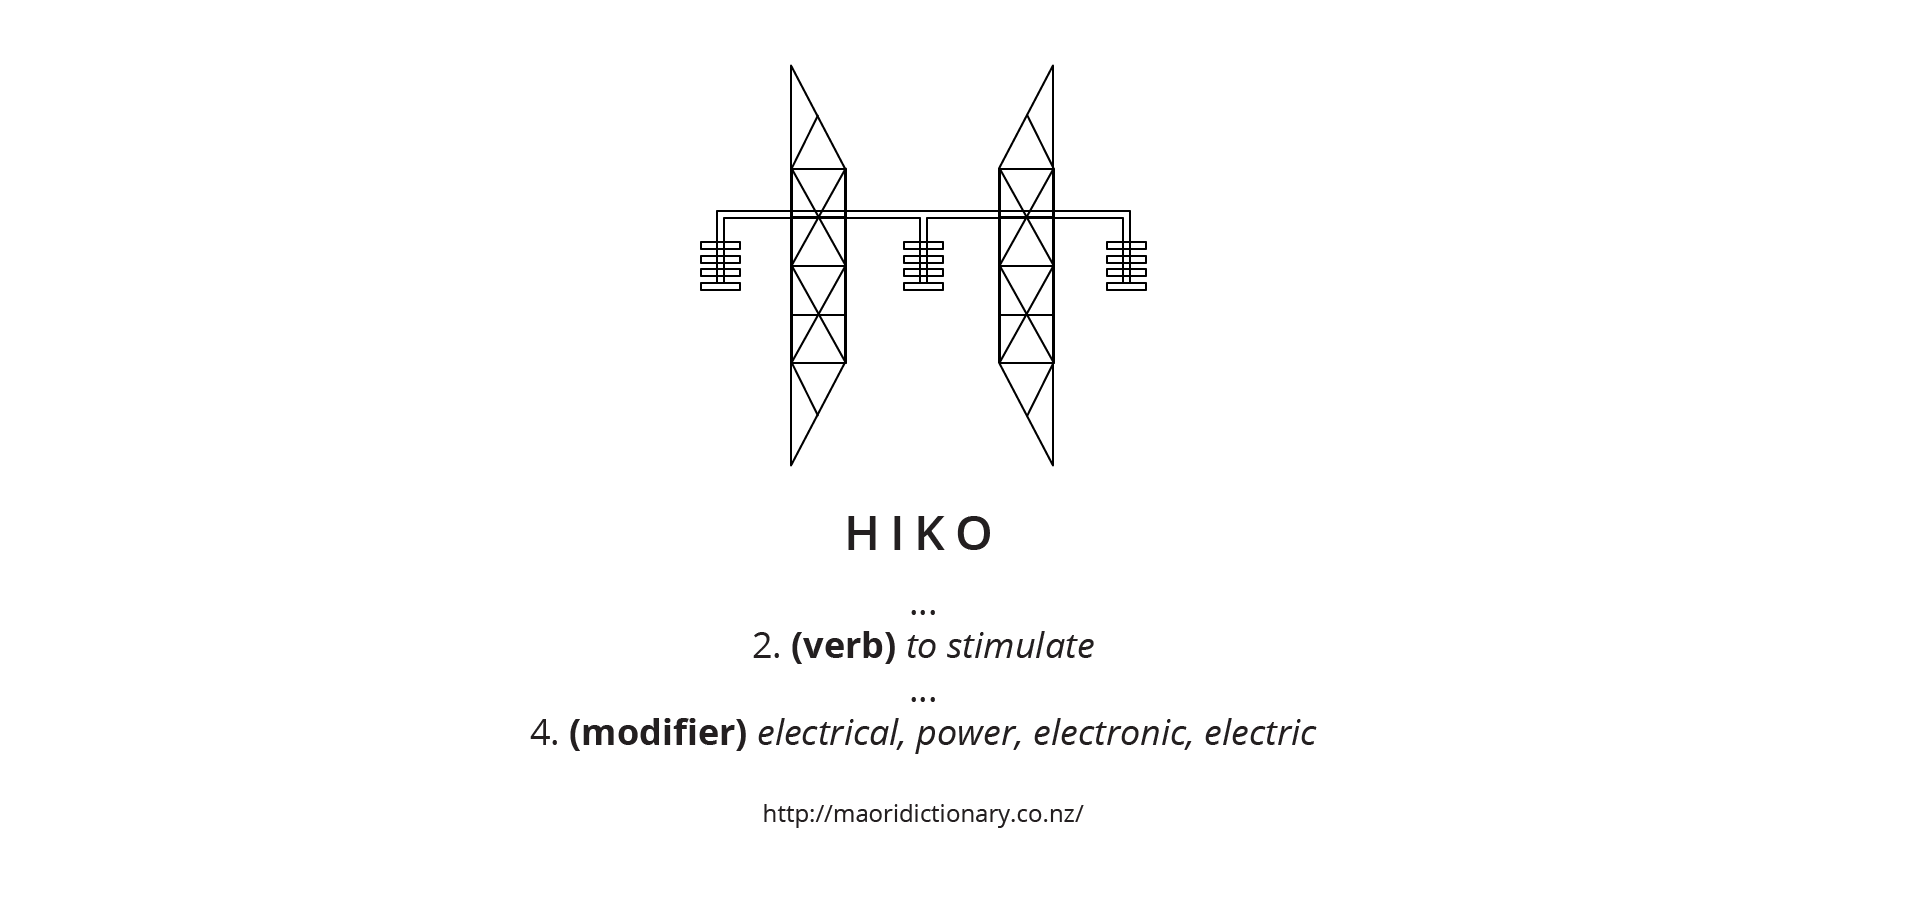 HIKO
...
2. (verb) to stimulate
...
4. (modifier) electrical, power, electronic, electric
http://maoridictionary.co.nz/